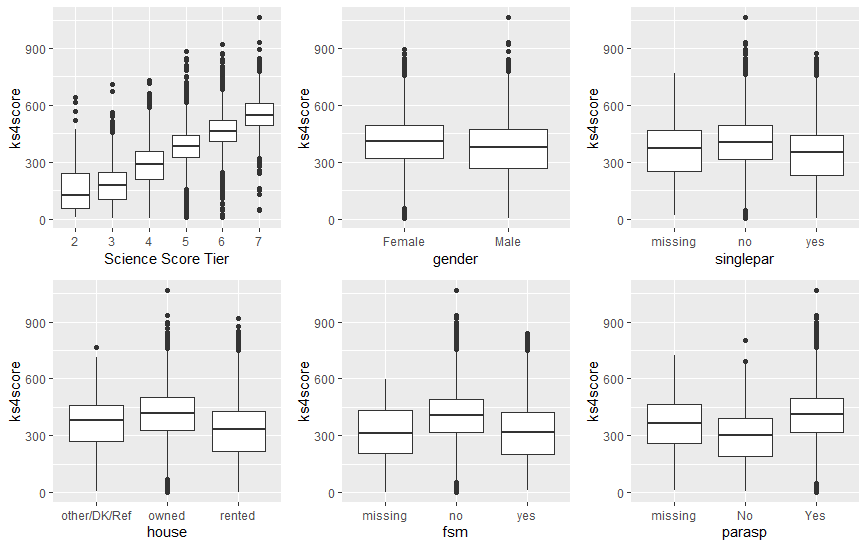 900
600
300
0
ks4score
2 3 4 5 6 7
Science Score Tier
900
600
300
0
ks4score
Female Male
gender
900
600
300
0
ks4score
missing no yes
singlepar
900
600
300
0
ks4score
other/DK/Ref owned rented
house
900
600
300
0
ks4score
missing no yes
fsm
900
600
300
0
ks4score
missing No Yes
parasp